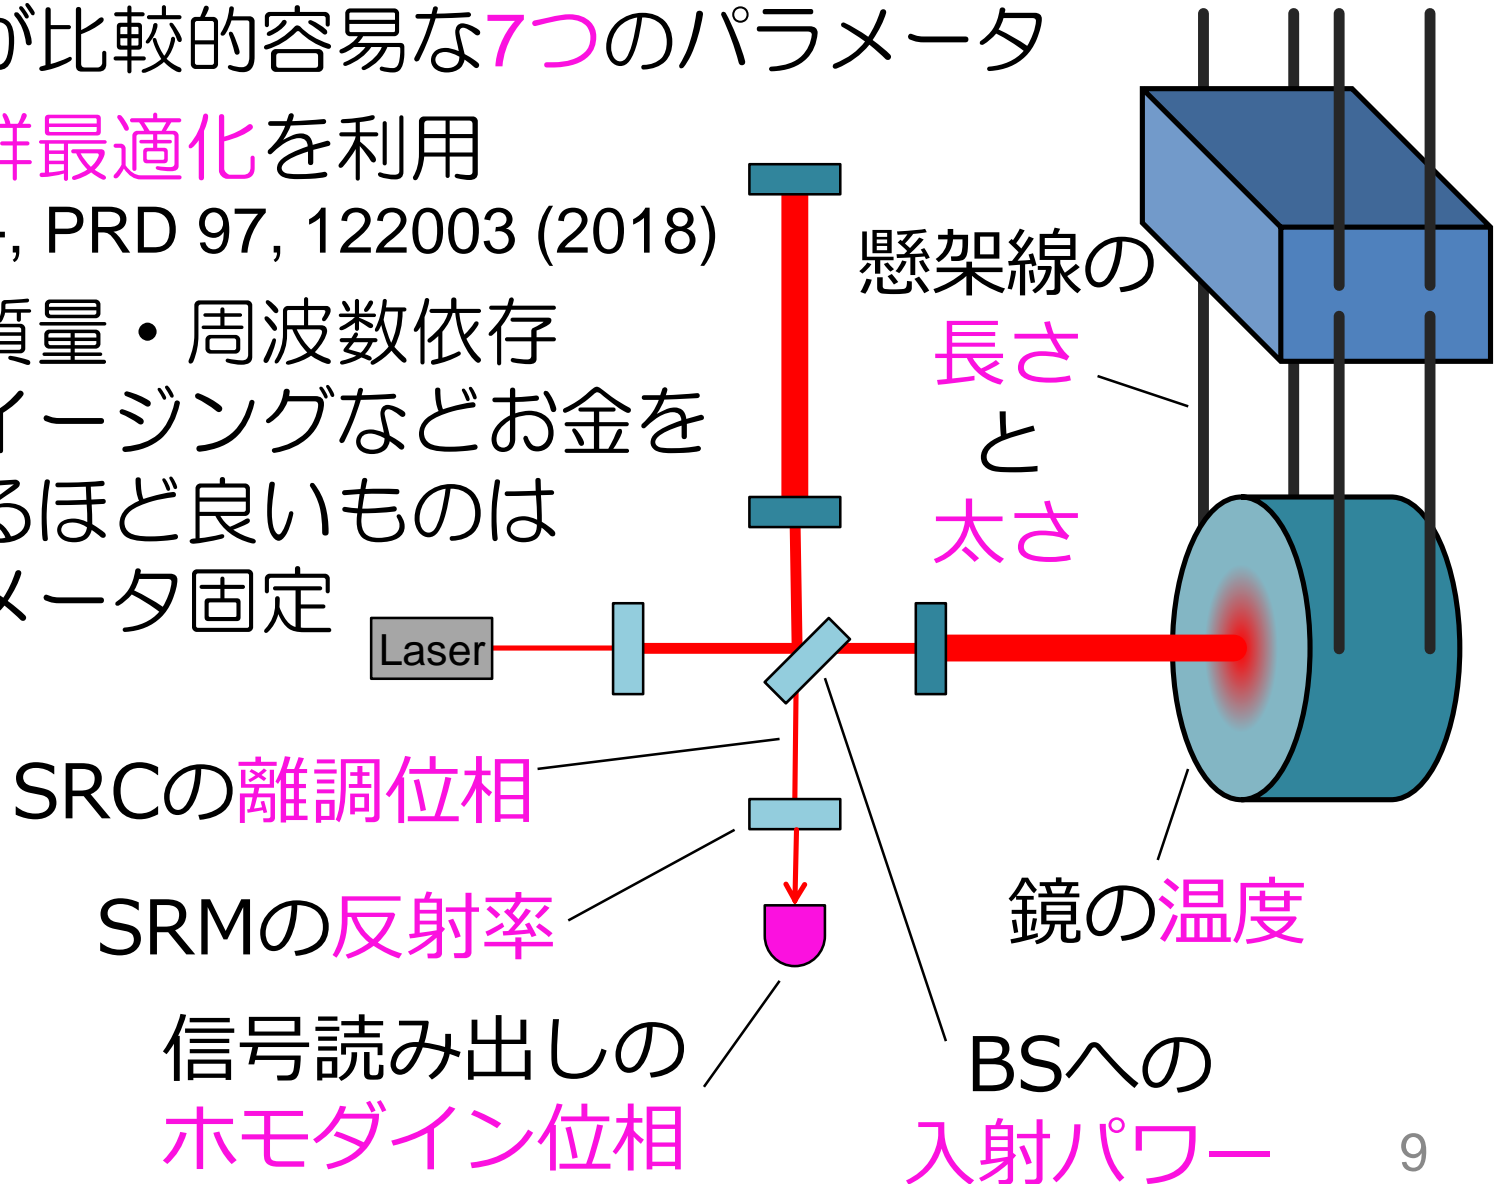 が比較的容易な7つのパラメータ
群最適化を利用
, PRD 97, 122003 (2018)
質量・周波数依存
イージングなどお金を
るほど良いものは
メータ固定
懸架線の
長さ
と
太さ
Laser
SRCの離調位相
SRMの反射率
鏡の温度
信号読み出しの
ホモダイン位相
BSへの
入射パワー
9